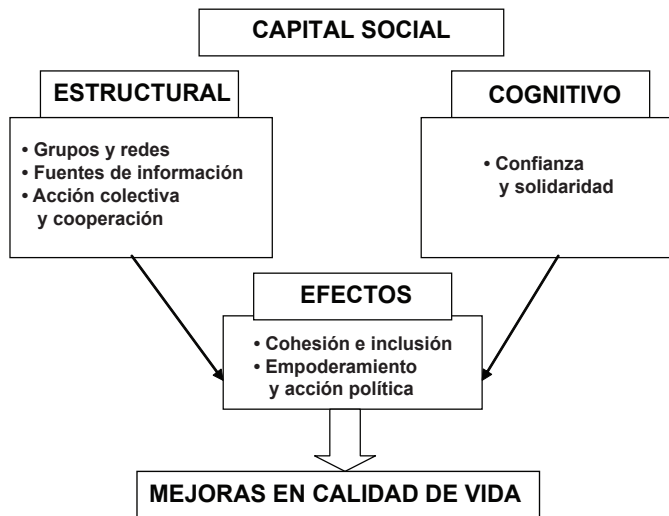 CAPITAL SOCIAL
ESTRUCTURAL
• Grupos y redes
• Fuentes de información
• Acción colectiva
y cooperación
COGNITIVO
• Confianza
y solidaridad
EFECTOS
• Cohesión e inclusión
• Empoderamiento
y acción política
MEJORAS EN CALIDAD DE VIDA